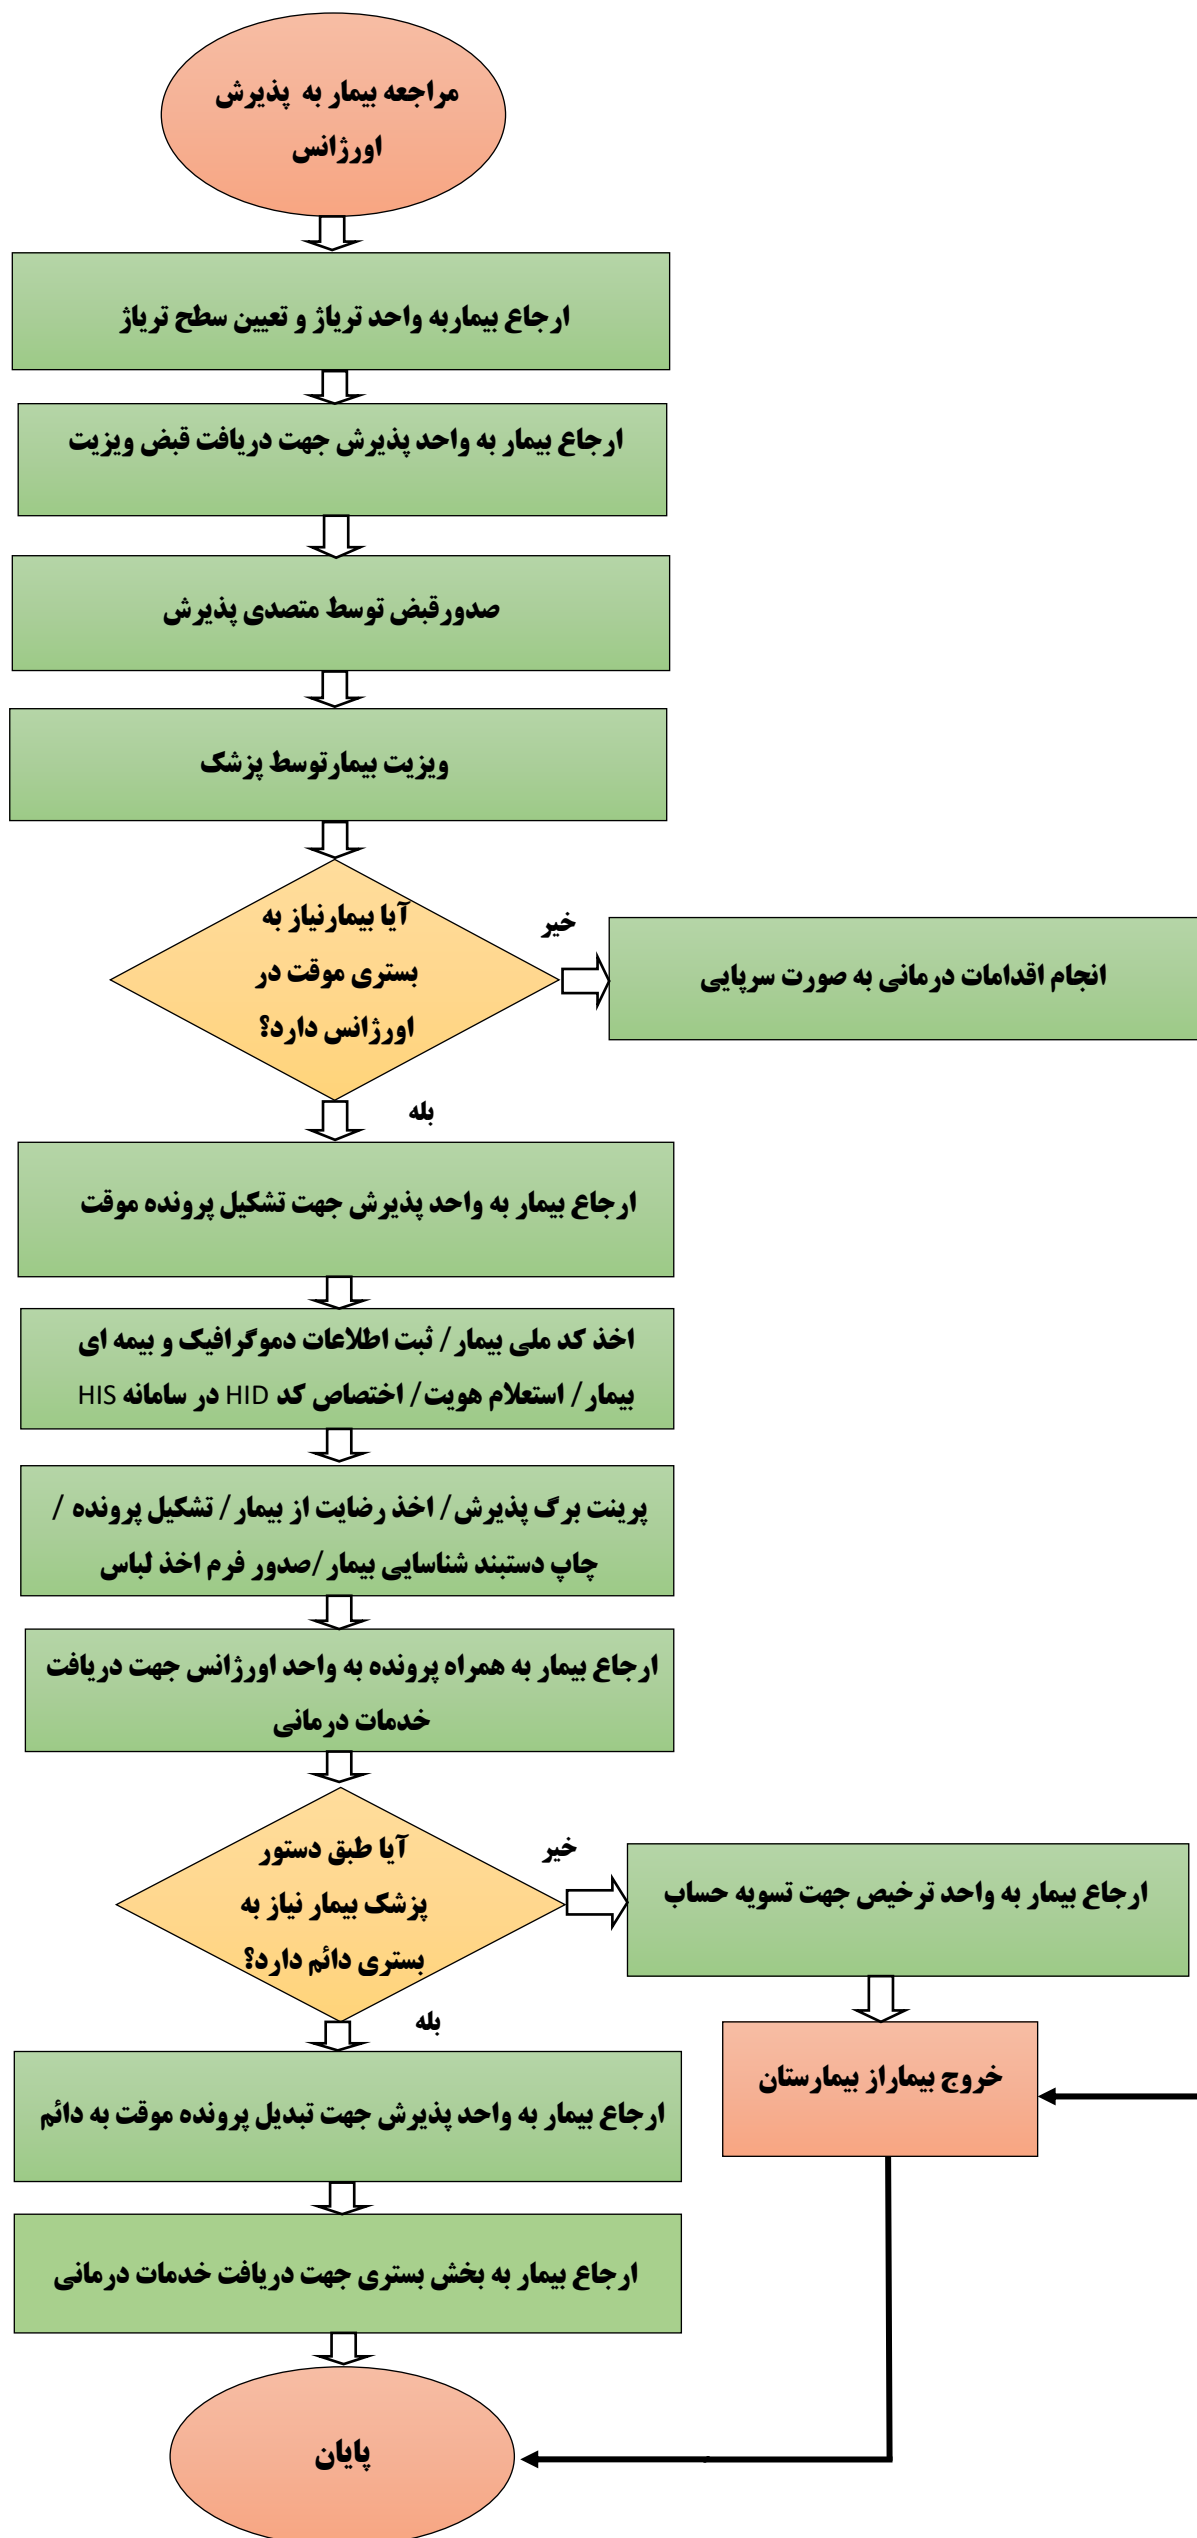 مراجعه بیمار به پذیرش
اورژانس
ارجاع بیماربه واحد تریاژ و تعیین سطح تریاژ
ارجاع بیمار به واحد پذیرش جهت دریافت قبض ویزیت
صدورقبض توسط متصدی پذیرش
ویزیت بیمارتوسط پزشک
آیا بیمارنیاز به
بستری موقت در
اورژانس دارد؟
خیر
انجام اقدامات درمانی به صورت سرپایی
بله
ارجاع بیمار به واحد پذیرش جهت تشکیل پرونده موقت
اخذ کد ملی بیمار/ ثبت اطلاعات دموگرافیک و بیمه ای
بیمار/ استعلام هویت/ اختصاص کد HID در سامانه HIS
پرینت برگ پذیرش/ اخذ رضایت از بیمار/ تشکیل پرونده /
چاپ دستبند شناسایی بیمار/صدور فرم اخذ لباس
ارجاع بیمار به همراه پرونده به واحد اورژانس جهت دریافت
خدمات درمانی
آیا طبق دستور
پزشک بیمار نیاز به
بستری دائم دارد؟
خیر
ارجاع بیمار به واحد ترخیص جهت تسویه حساب
بله
خروج بیماراز بیمارستان
ارجاع بیمار به واحد پذیرش جهت تبدیل پرونده موقت به دائم
ارجاع بیمار به بخش بستری جهت دریافت خدمات درمانی
پایان